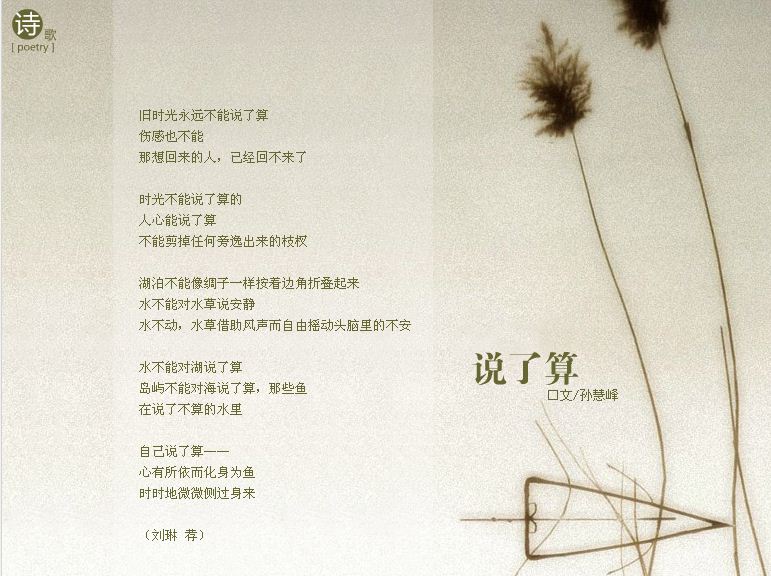 诗歌
[ poetry ]
旧时光永远不能说了算
伤感也不能
那想回来的人，已经回不来了
时光不能说了算的
人心能说了算
不能剪掉任何旁逸出来的枝杈
湖泊不能像绸子一样按着边角折叠起来
水不能对水草说安静
水不动，水草借助风声而自由摇动头脑里的不安
水不能对湖说了算
岛屿不能对海说了算，那些鱼
在说了不算的水里
自己说了算——
心有所依而化身为鱼
时时地微微侧过身来
（刘琳 荐）
说了算
口文/孙慧峰